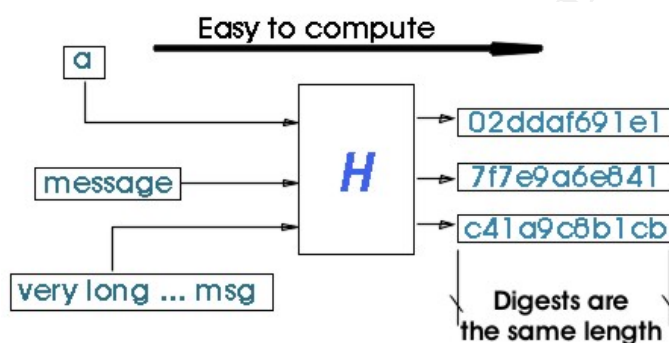 Easy to compute
a
H
02ddaf691e1
message
7f7e9a6e841
c41a9c8b1cb
very long ... msg
Digests are
the same length